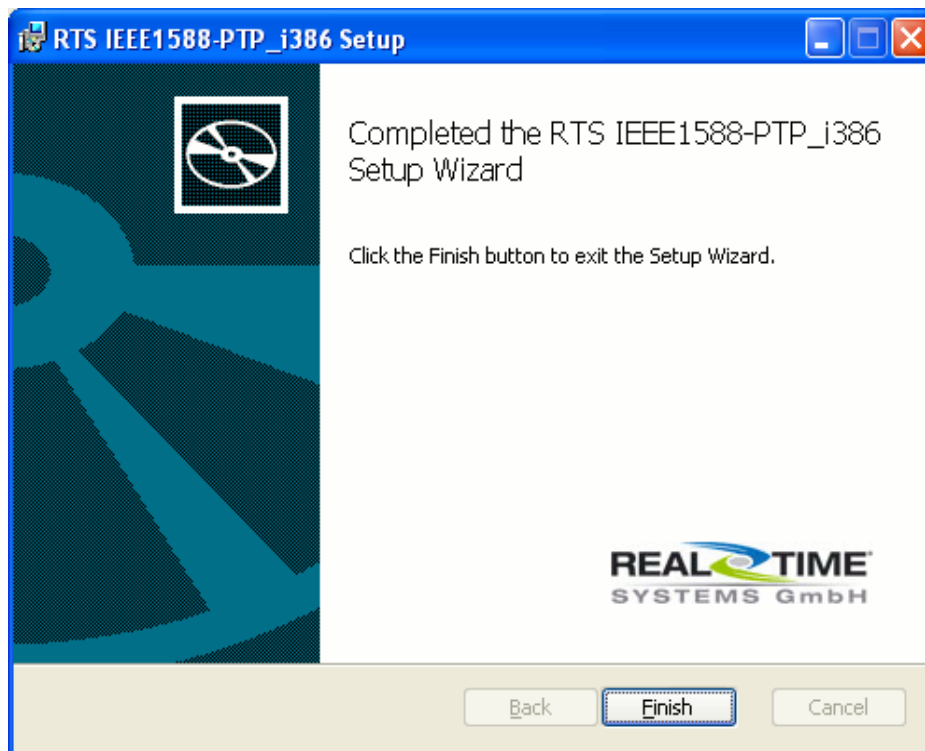 RTS IEEE1588-PTP_i386 Setup
Completed the RTS IEEE1588-PTP_i386
Setup Wizard
Click the Finish button to exit the Setup Wizard.
REAL TIME
SYSTEMS GmbH
Back
Finish
Cancel